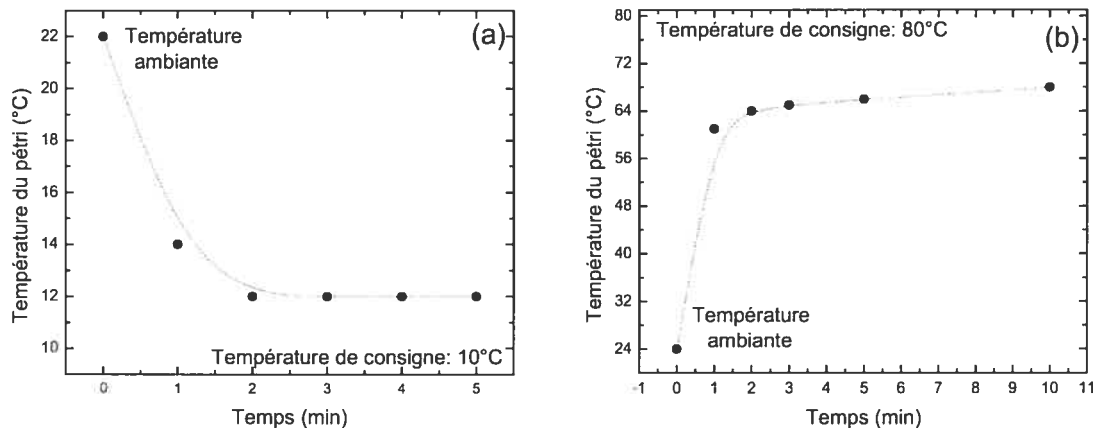 (a)
Température
ambiante
Température du pétri (°C)
22
20
18
16
14
12
10
Température de consigne: 10°C
0 1 2 3 4 5
Temps (min)
Température de consigne: 80°C
(b)
Température du pétri (°C)
80
72
64
56
48
40
32
24
Température
ambiante
-1 0 1 2 3 4 5 6 7 8 9 10 11
Temps (min)